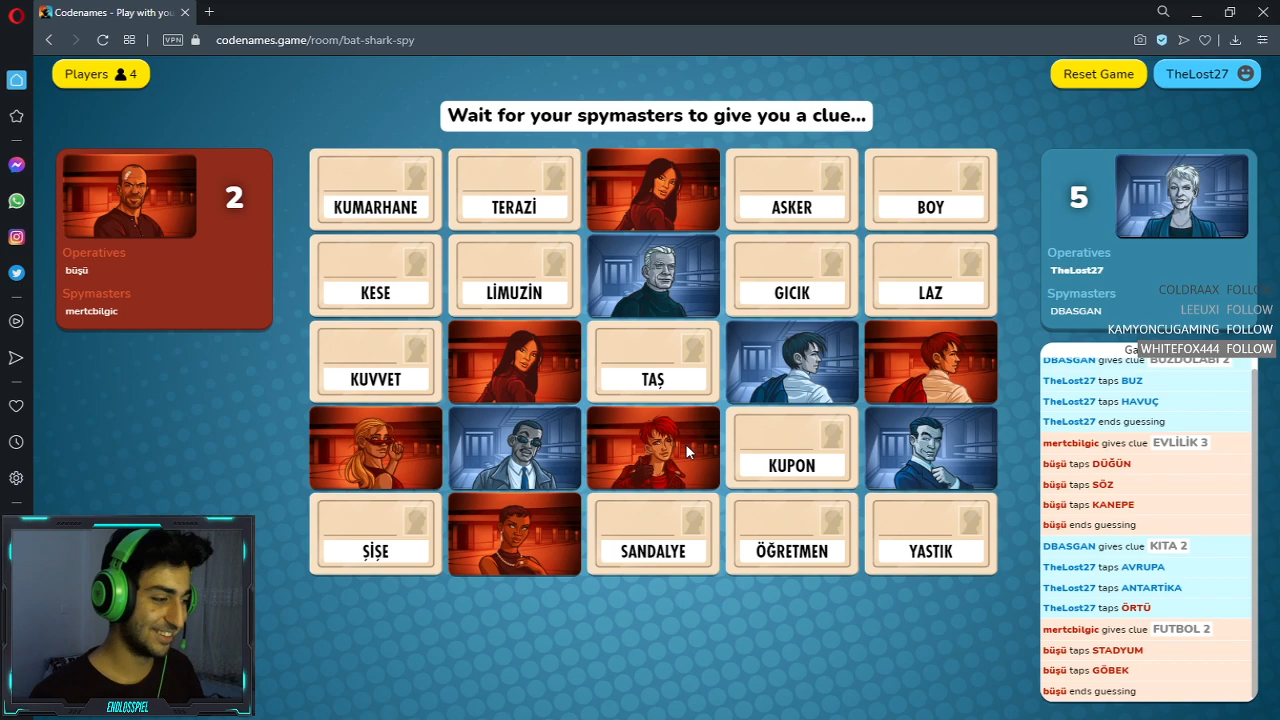 Codenames - Play with you
VPN
codenames.game/room/bat-shark-spy
Players 4
Reset Game
TheLost27
Wait for your spymasters to give you a clue...
2
Operatives
büşü
Spymasters
mertcbilgic
KUMARHANE
TERAZİ
ASKER
BOY
KESE
LİMUZİN
GICIK
LAZ
KUVVET
TAŞ
KUPON
ŞİŞE
SANDALYE
ÖĞRETMEN
YASTIK
5
Operatives
TheLost27
Spymasters
DBASGAN
COLDRAAX FOLLOW
LEEUXI FOLLOW
KAMYONCUGAMING FOLLOW
WHITEFOX444 FOLLOW
DBASGAN gives clue BUZDOLABI 2
TheLost27 taps BUZ
TheLost27 taps HAVUÇ
TheLost27 ends guessing
mertcbilgic gives clue EVLİLİK 3
büşü taps DÜĞÜN
büşü taps SÖZ
büşü taps KANEPE
büşü ends guessing
DBASGAN gives clue KITA 2
TheLost27 taps AVRUPA
TheLost27 taps ANTARTİKA
TheLost27 taps ÖRTÜ
mertcbilgic gives clue FUTBOL 2
büşü taps STADYUM
büşü taps GÖBEK
büşü ends guessing
ENDLOSSPIEL